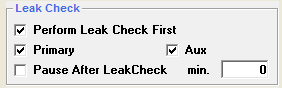 Leak Check
Perform Leak Check First
Primary Aux
Pause After LeakCheck min. 0